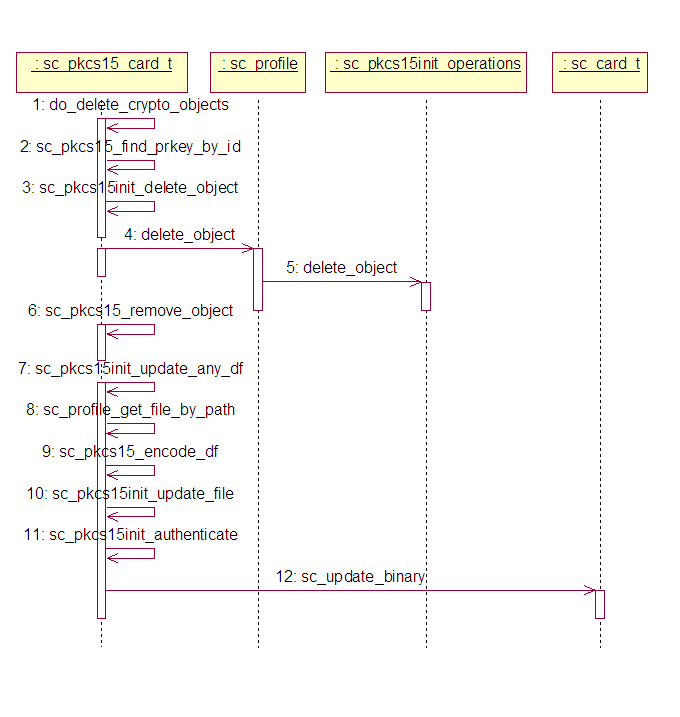 : sc_pkcs15_card_t
: sc_profile
: sc_pkcs15init_operations
: sc_card_t
1: do_delete_crypto_objects
2: sc_pkcs15_find_prkey_by_id
3: sc_pkcs15init_delete_object
4: delete_object
5: delete_object
6: sc_pkcs15_remove_object
7: sc_pkcs15init_update_any_df
8: sc_profile_get_file_by_path
9: sc_pkcs15_encode_df
10: sc_pkcs15init_update_file
11: sc_pkcs15init_authenticate
12: sc_update_binary